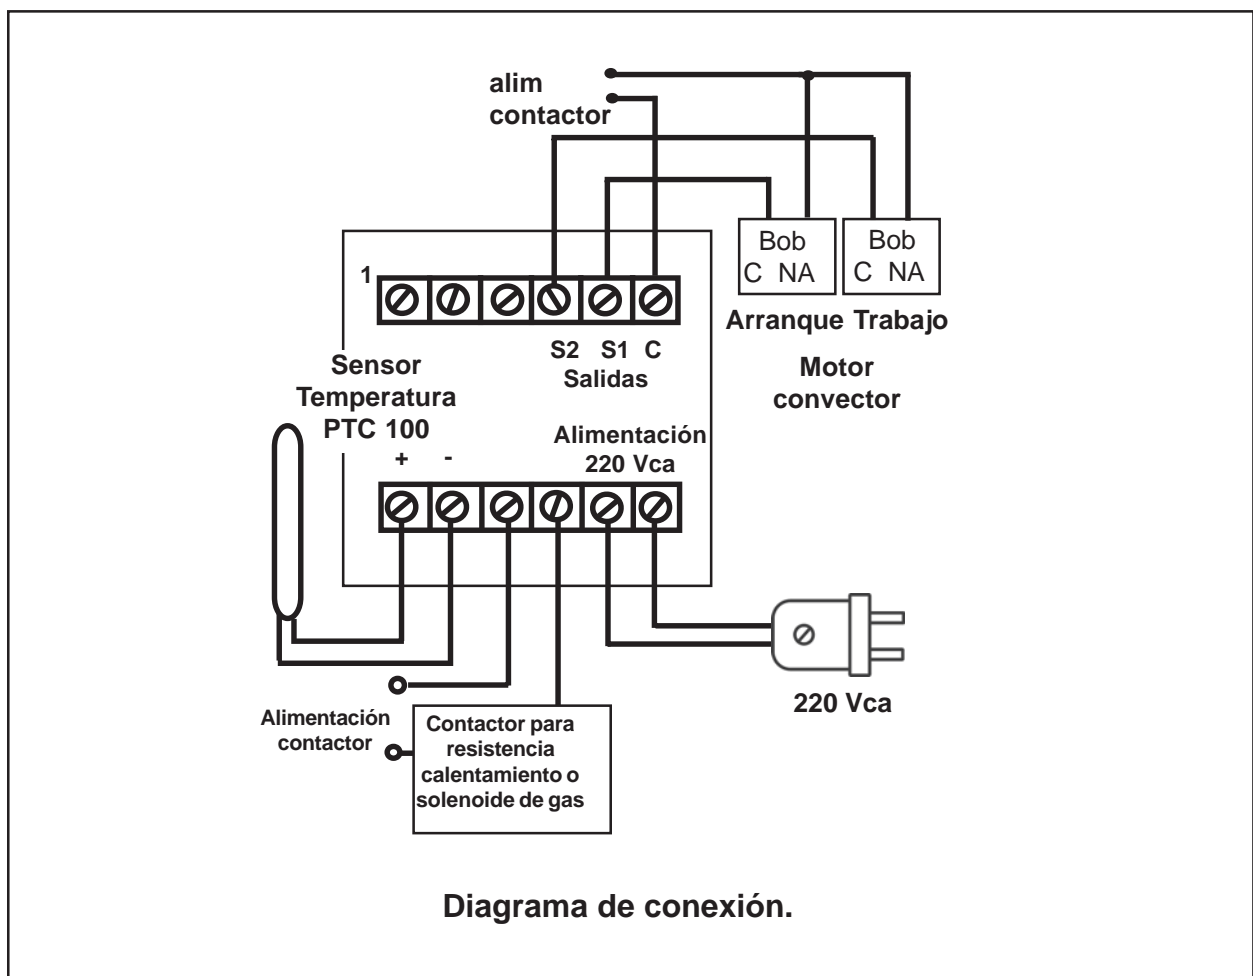 alim
contactor
Bob
C NA
Bob
C NA
Arranque Trabajo
Motor
convector
1
S2 S1 C
Salidas
Sensor
Temperatura
PTC 100
+ -
Alimentación
220 Vca
220 Vca
Alimentación
contactor
Contactor para
resistencia
calentamiento o
solenoide de gas
Diagrama de conexión.